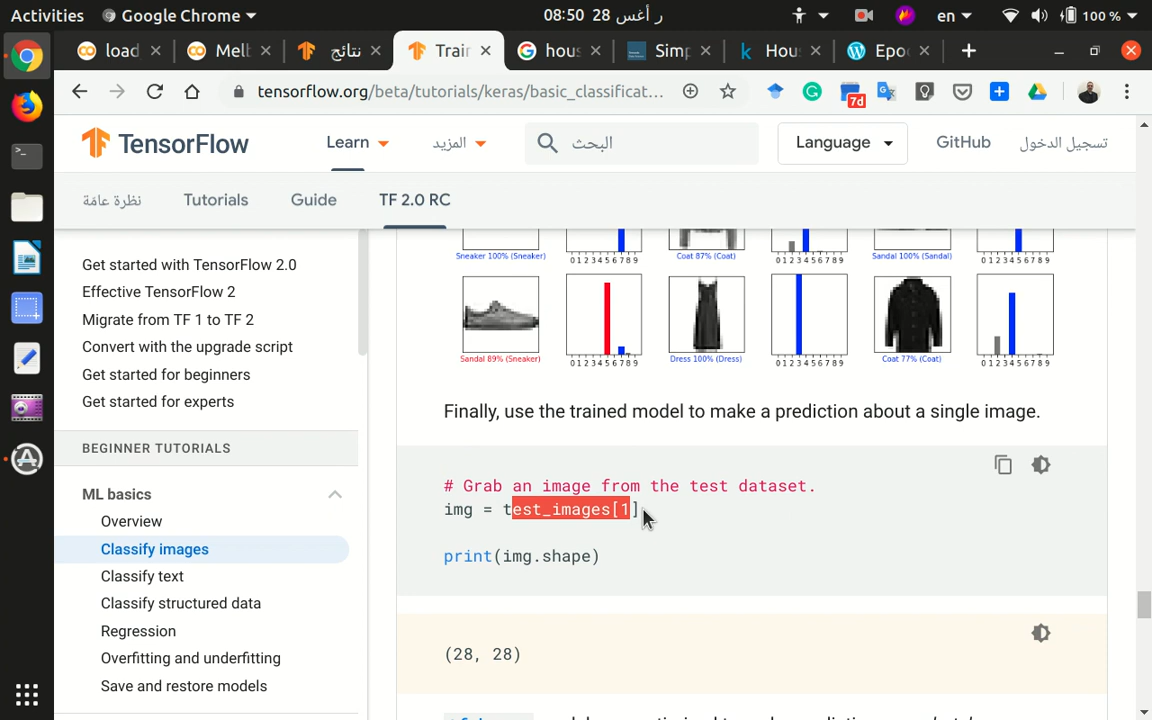 Activities Google Chrome ر أغس 28 08:50 en 100 %
load Mell نتائج Trair hous Simp Hou: Epoc
tensorflow.org/beta/tutorials/keras/basic_classificat... 7d
TensorFlow Learn المزيد البحث Language GitHub تسجيل الدخول
نظرة عامّة Tutorials Guide TF 2.0 RC
Get started with TensorFlow 2.0
Effective TensorFlow 2
Migrate from TF 1 to TF 2
Convert with the upgrade script
Get started for beginners
Get started for experts
BEGINNER TUTORIALS
ML basics
Overview
Classify images
Classify text
Classify structured data
Regression
Overfitting and underfitting
Save and restore models
Sneaker 100% (Sneaker) 0 1 2 3 4 5 6 7 8 9 Coat 87% (Coat) 0 1 2 3 4 5 6 7 8 9 Sandal 100% (Sandal) 0 1 2 3 4 5 6 7 8 9
Sandal 89% (Sneaker) 0 1 2 3 4 5 6 7 8 9 Dress 100% (Dress) 0 1 2 3 4 5 6 7 8 9 Coat 77% (Coat) 0 1 2 3 4 5 6 7 8 9
Finally, use the trained model to make a prediction about a single image.
# Grab an image from the test dataset.
img = test_images[1]
print(img.shape)
(28, 28)